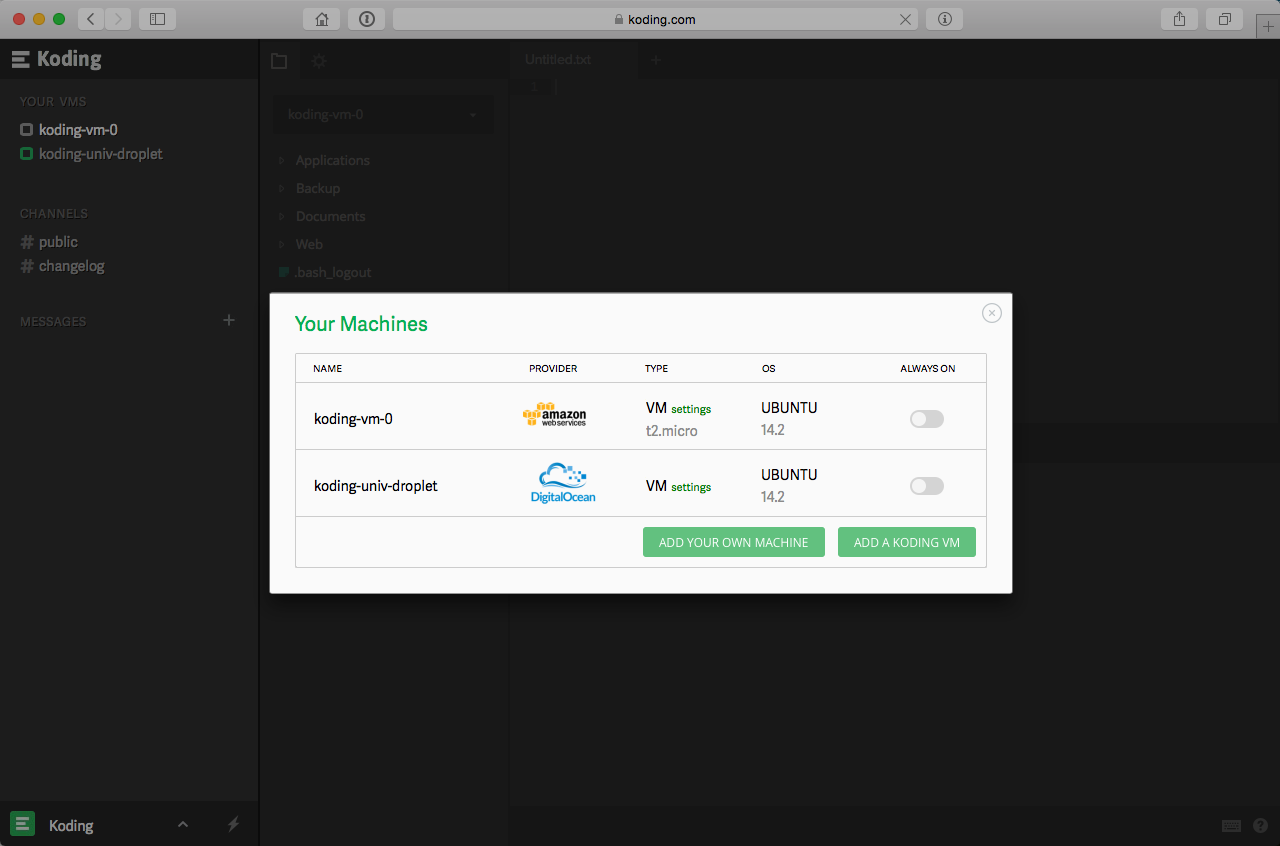 koding.com
Koding
YOUR VMS
koding-vm-0
koding-univ-droplet
CHANNELS
# public
# changelog
MESSAGES
Untitled.txt
1
koding-vm-0
Applications
Backup
Documents
Web
.bash_logout
Your Machines
NAME PROVIDER TYPE OS ALWAYS ON
koding-vm-0 amazon web services VM settings t2.micro UBUNTU 14.2
koding-univ-droplet DigitalOcean VM settings UBUNTU 14.2
ADD YOUR OWN MACHINE ADD A KODING VM
Koding